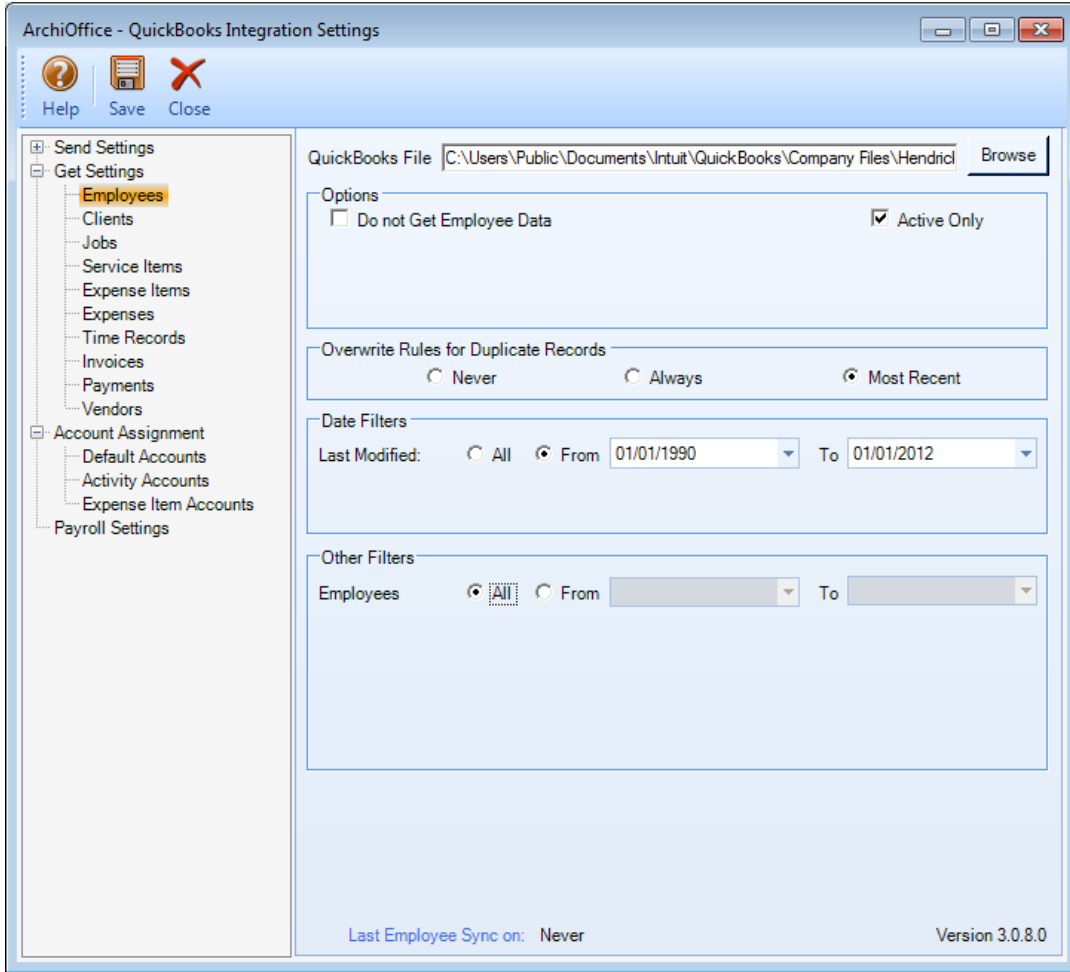 ArchiOffice - QuickBooks Integration Settings
Help Save Close
Send Settings
Get Settings
Employees
Clients
Jobs
Service Items
Expense Items
Expenses
Time Records
Invoices
Payments
Vendors
Account Assignment
Default Accounts
Activity Accounts
Expense Item Accounts
Payroll Settings
QuickBooks File C:\Users\Public\Documents\Intuit\QuickBooks\Company Files\Hendricl Browse
Options
Do not Get Employee Data Active Only
Overwrite Rules for Duplicate Records
Never Always Most Recent
Date Filters
Last Modified: All From 01/01/1990 To 01/01/2012
Other Filters
Employees All From To
Last Employee Sync on: Never Version 3.0.8.0